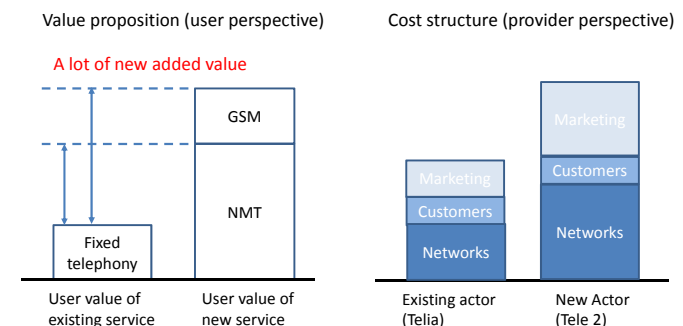 Value proposition (user perspective)
A lot of new added value
GSM
NMT
Fixed
telephony
User value of
existing service
User value of
new service
Cost structure (provider perspective)
Marketing
Customers
Networks
Marketing
Customers
Networks
Existing actor
(Telia)
New Actor
(Tele 2)